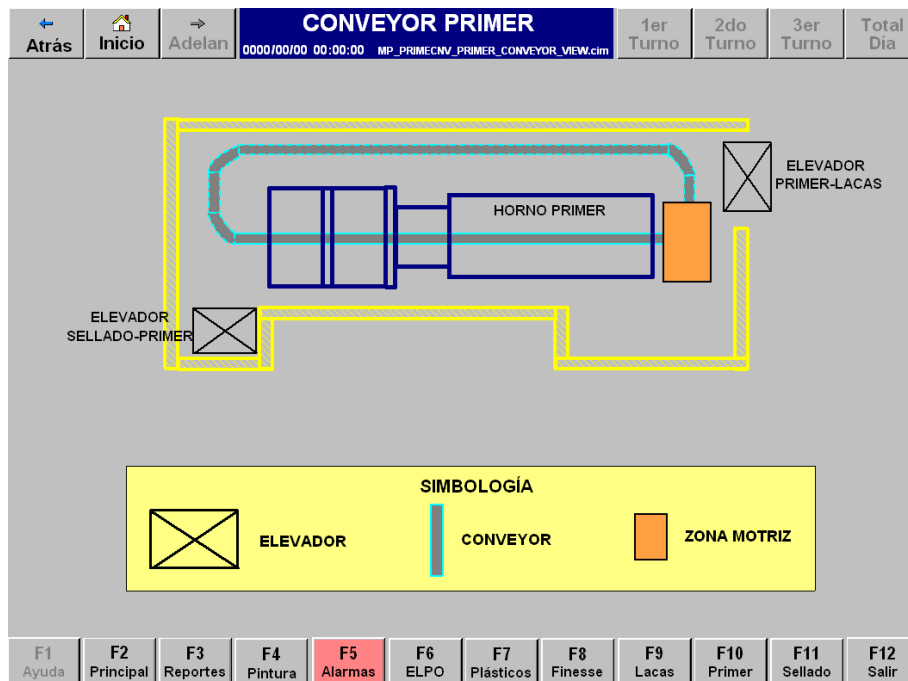 Atrás
Inicio
Adelan
CONVEYOR PRIMER
0000/00/00 00:00:00 MP_PRIMECNV_PRIMER_CONVEYOR_VIEW.cim
1er
Turno
2do
Turno
3er
Turno
Total
Día
ELEVADOR
PRIMER-LACAS
HORNO PRIMER
ELEVADOR
SELLADO-PRIMER
SIMBOLOGÍA
ELEVADOR
CONVEYOR
ZONA MOTRIZ
F1
Ayuda
F2
Principal
F3
Reportes
F4
Pintura
F5
Alarmas
F6
ELPO
F7
Plásticos
F8
Finesse
F9
Lacas
F10
Primer
F11
Sellado
F12
Salir